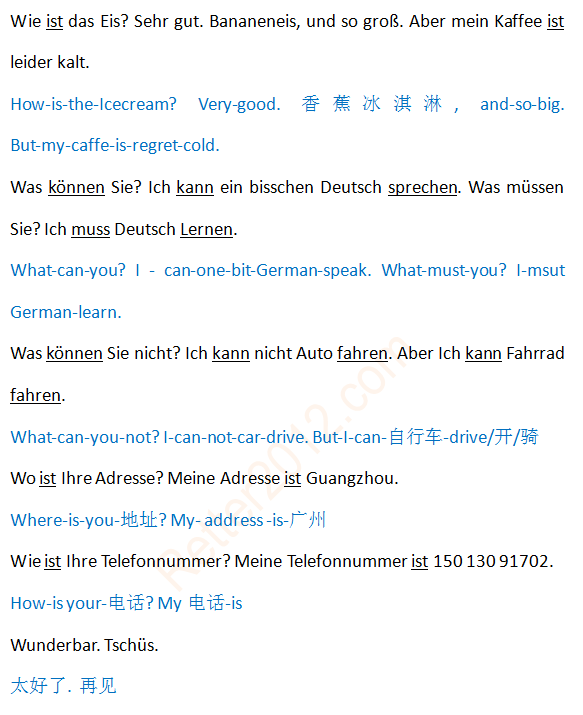 Wie ist das Eis? Sehr gut. Bananeneis, und so groß. Aber mein Kaffee ist
leider kalt.
How-is-the-Icecream? Very-good. 香蕉冰淇淋, and-so-big.
But-my-caffe-is-regret-cold.
Was können Sie? Ich kann ein bisschen Deutsch sprechen. Was müssen
Sie? Ich muss Deutsch Lernen.
What-can-you? I - can-one-bit-German-speak. What-must-you? I-msut
German-learn.
Was können Sie nicht? Ich kann nicht Auto fahren. Aber Ich kann Fahrrad
fahren.
What-can-you-not? I-can-not-car-drive. But-I-can-自行车-drive/开/骑
Wo ist Ihre Adresse? Meine Adresse ist Guangzhou.
Where-is-you-地址? My- address -is-广州
Wie ist Ihre Telefonnummer? Meine Telefonnummer ist 150 130 91702.
How-is your-电话? My 电话-is
Wunderbar. Tschüs.
太好了. 再见
Retter2012.com